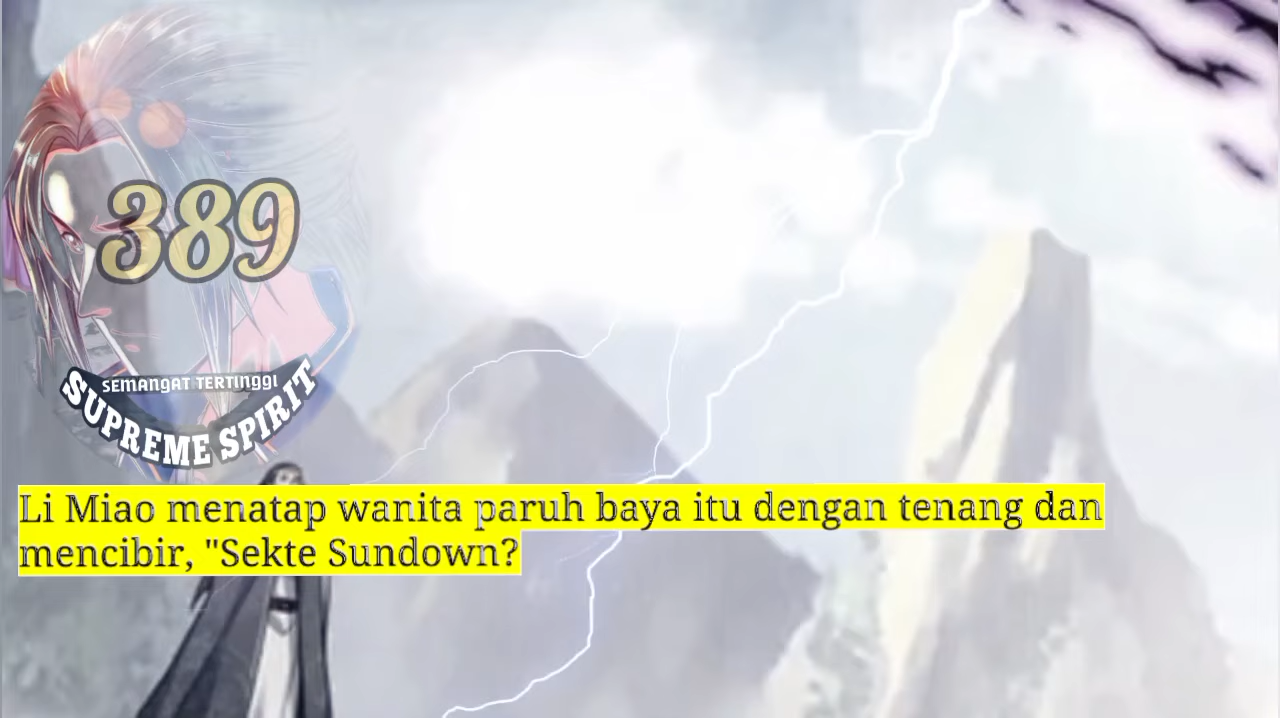 389
SEMANGAT TERTINGGI
SUPREME SPIRIT
Li Miao menatap wanita paruh baya itu dengan tenang dan
mencibir, "Sekte Sundown?